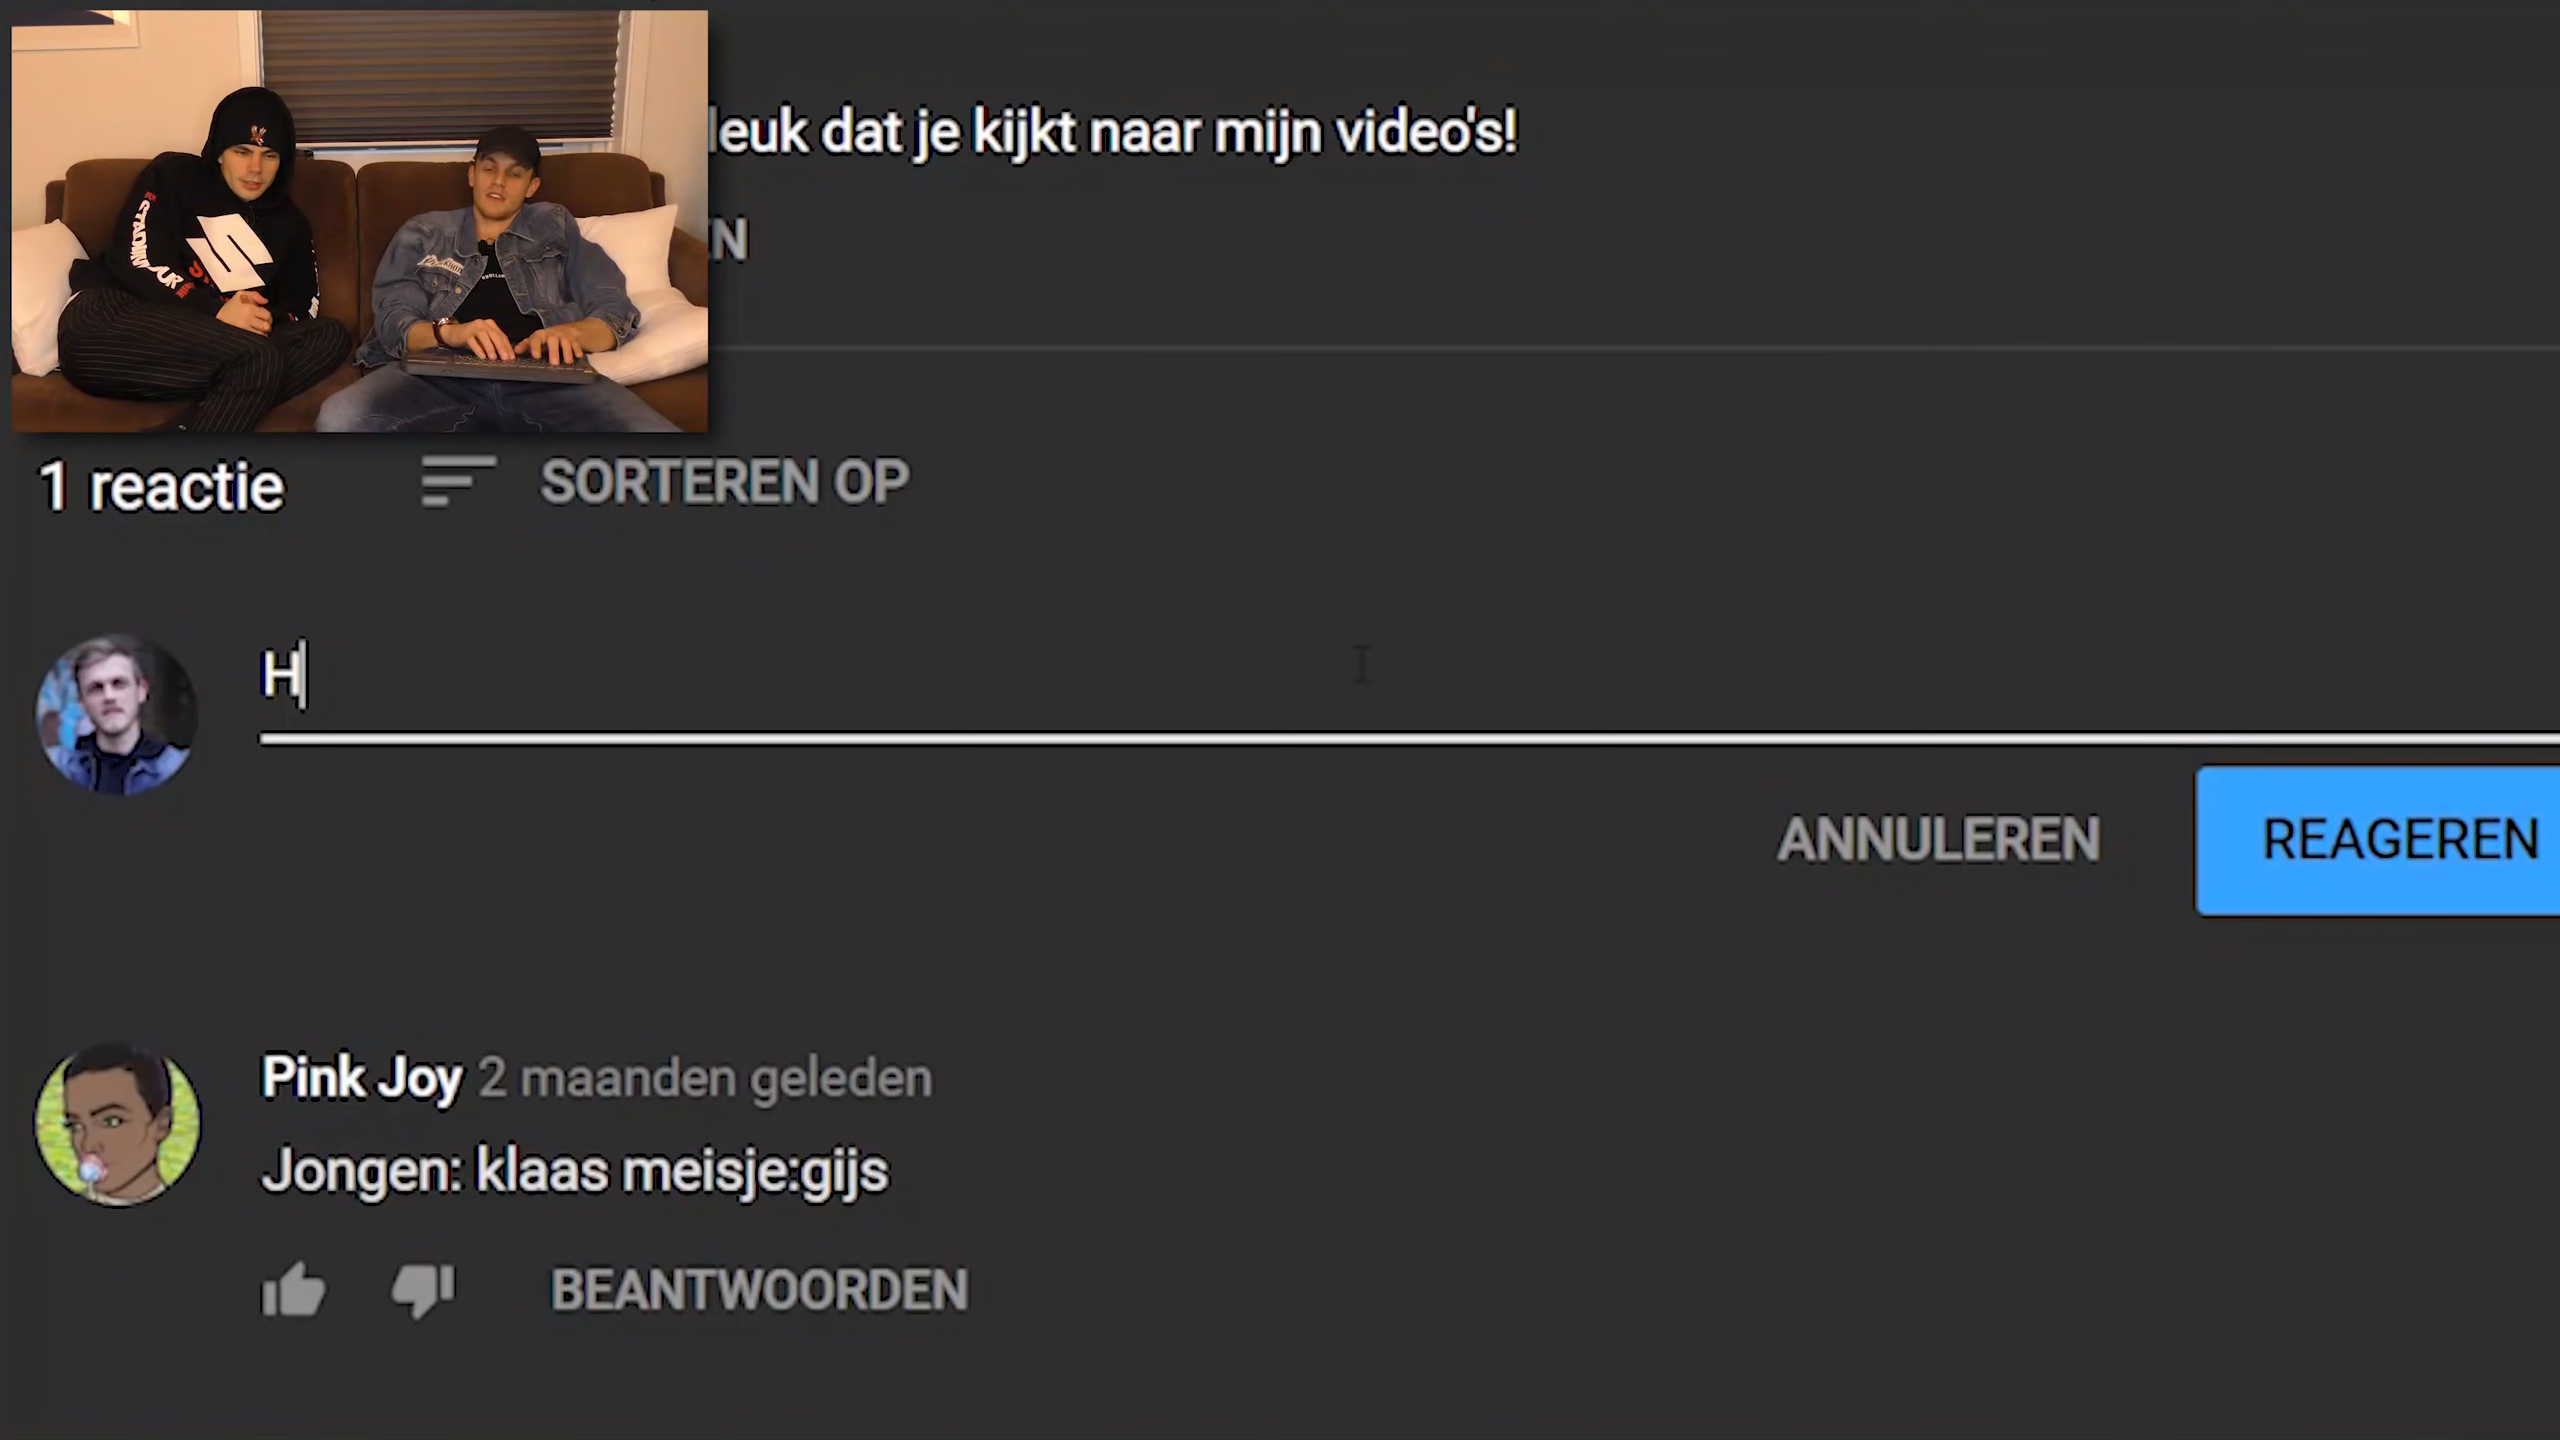 leuk dat je kijkt naar mijn video's!
EN
1 reactie
SORTEREN OP
H
ANNULEREN
REAGEREN
Pink Joy 2 maanden geleden
Jongen: klaas meisje:gijs
BEANTWOORDEN